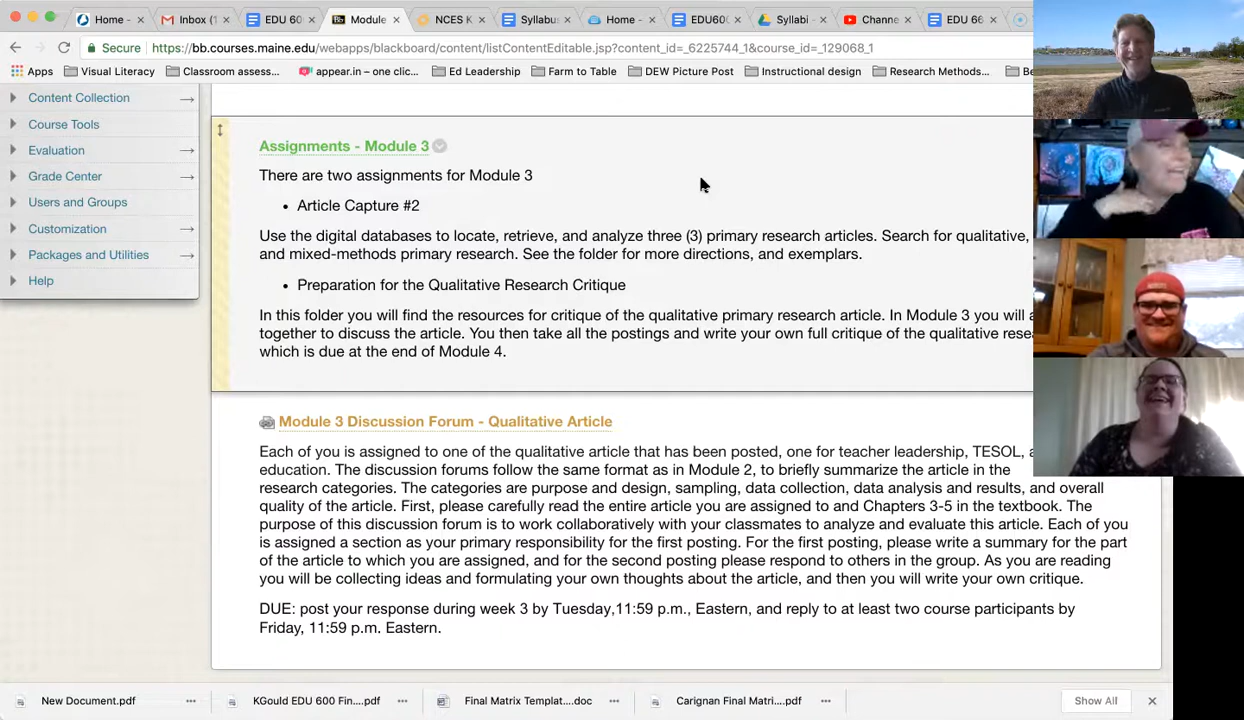 Home -
Inbox (1
EDU 60
Bb Module
NCES K
Syllabus
Home -
EDU60
Syllabi -
Channe
EDU 66
Secure
https://bb.courses.maine.edu/webapps/blackboard/content/listContentEditable.jsp?content_id=_6225744_1&course_id=_129068_1
Apps
Visual Literacy
Classroom assess...
appear.in – one clic...
Ed Leadership
Farm to Table
DEW Picture Post
Instructional design
Research Methods...
Be
Content Collection
Course Tools
Evaluation
Grade Center
Users and Groups
Customization
Packages and Utilities
Help
Assignments - Module 3
There are two assignments for Module 3
• Article Capture #2
Use the digital databases to locate, retrieve, and analyze three (3) primary research articles. Search for qualitative,
and mixed-methods primary research. See the folder for more directions, and exemplars.
• Preparation for the Qualitative Research Critique
In this folder you will find the resources for critique of the qualitative primary research article. In Module 3 you will a
together to discuss the article. You then take all the postings and write your own full critique of the qualitative resea
which is due at the end of Module 4.
Module 3 Discussion Forum - Qualitative Article
Each of you is assigned to one of the qualitative article that has been posted, one for teacher leadership, TESOL, a
education. The discussion forums follow the same format as in Module 2, to briefly summarize the article in the
research categories. The categories are purpose and design, sampling, data collection, data analysis and results, and overall
quality of the article. First, please carefully read the entire article you are assigned to and Chapters 3-5 in the textbook. The
purpose of this discussion forum is to work collaboratively with your classmates to analyze and evaluate this article. Each of you
is assigned a section as your primary responsibility for the first posting. For the first posting, please write a summary for the part
of the article to which you are assigned, and for the second posting please respond to others in the group. As you are reading
you will be collecting ideas and formulating your own thoughts about the article, and then you will write your own critique.
DUE: post your response during week 3 by Tuesday,11:59 p.m., Eastern, and reply to at least two course participants by
Friday, 11:59 p.m. Eastern.
New Document.pdf
KGould EDU 600 Fin....pdf
Final Matrix Templat...doc
Carignan Final Matri....pdf
Show All